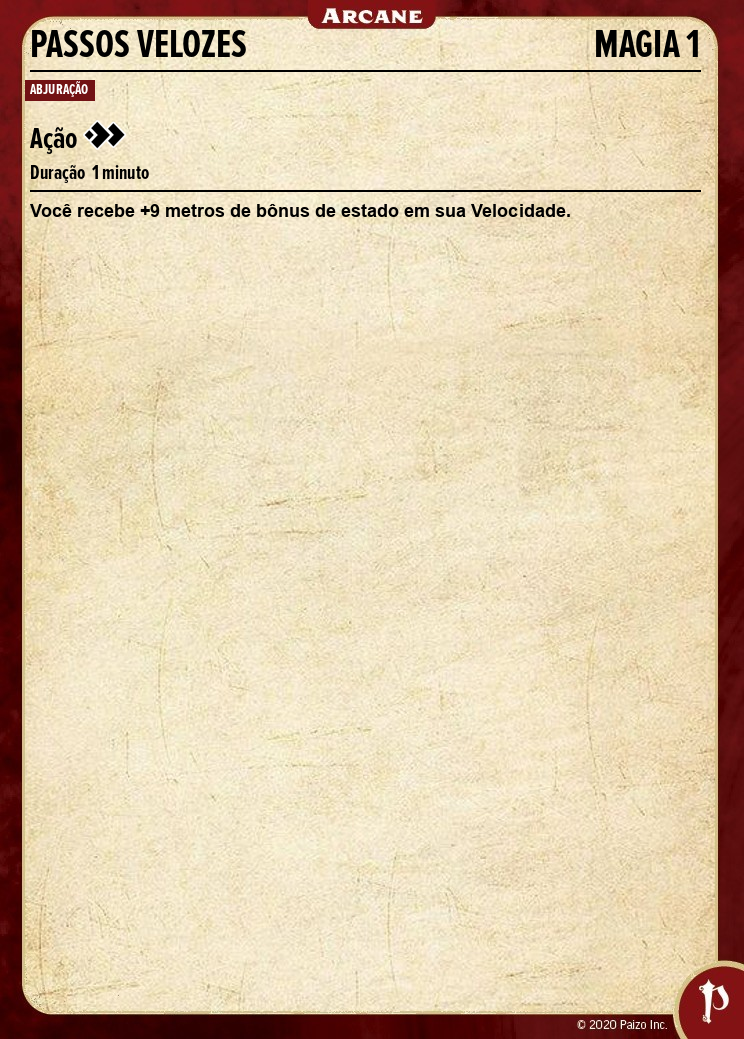 ARCANE
PASSOS VELOZES MAGIA 1
ABJURAÇÃO
Ação
Duração 1 minuto
Você recebe +9 metros de bônus de estado em sua Velocidade.
© 2020 Paizo Inc.